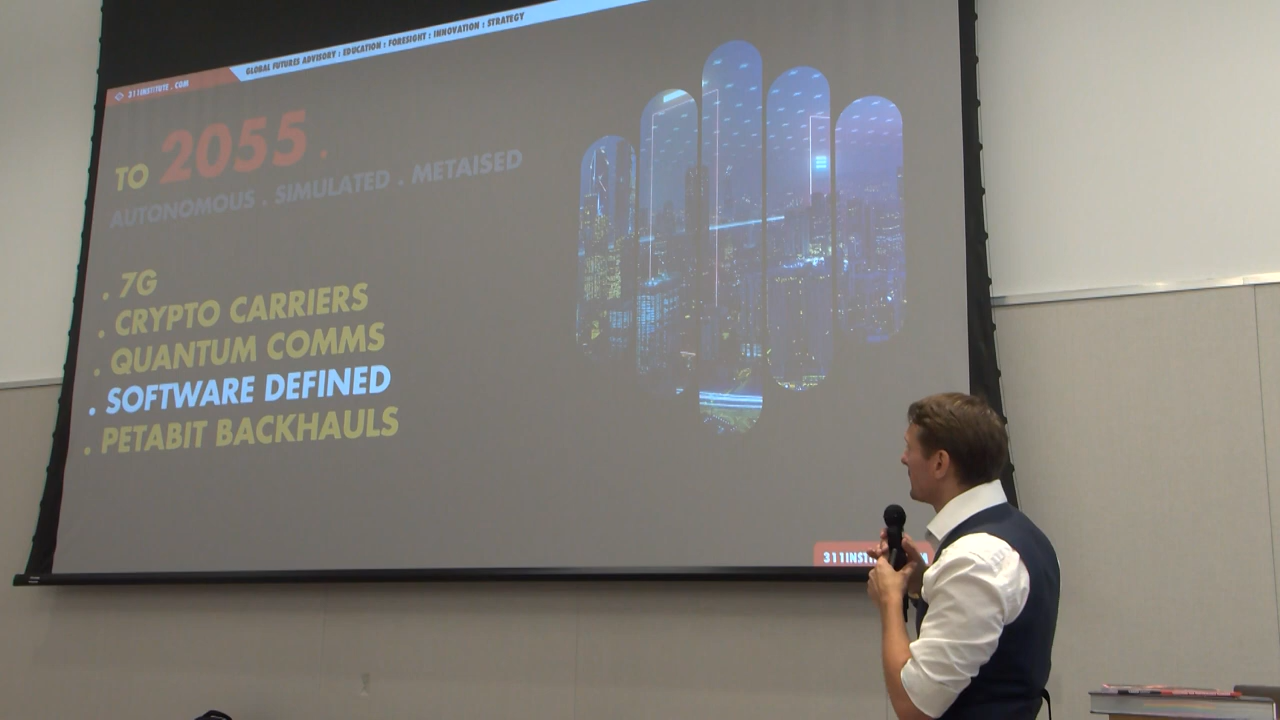 311INSTITUTE . COM
GLOBAL FUTURES ADVISORY : EDUCATION : FORESIGHT : INNOVATION : STRATEGY
TO 2055 .
AUTONOMOUS . SIMULATED . METAISED
. 7G
. CRYPTO CARRIERS
. QUANTUM COMMS
. SOFTWARE DEFINED
. PETABIT BACKHAULS